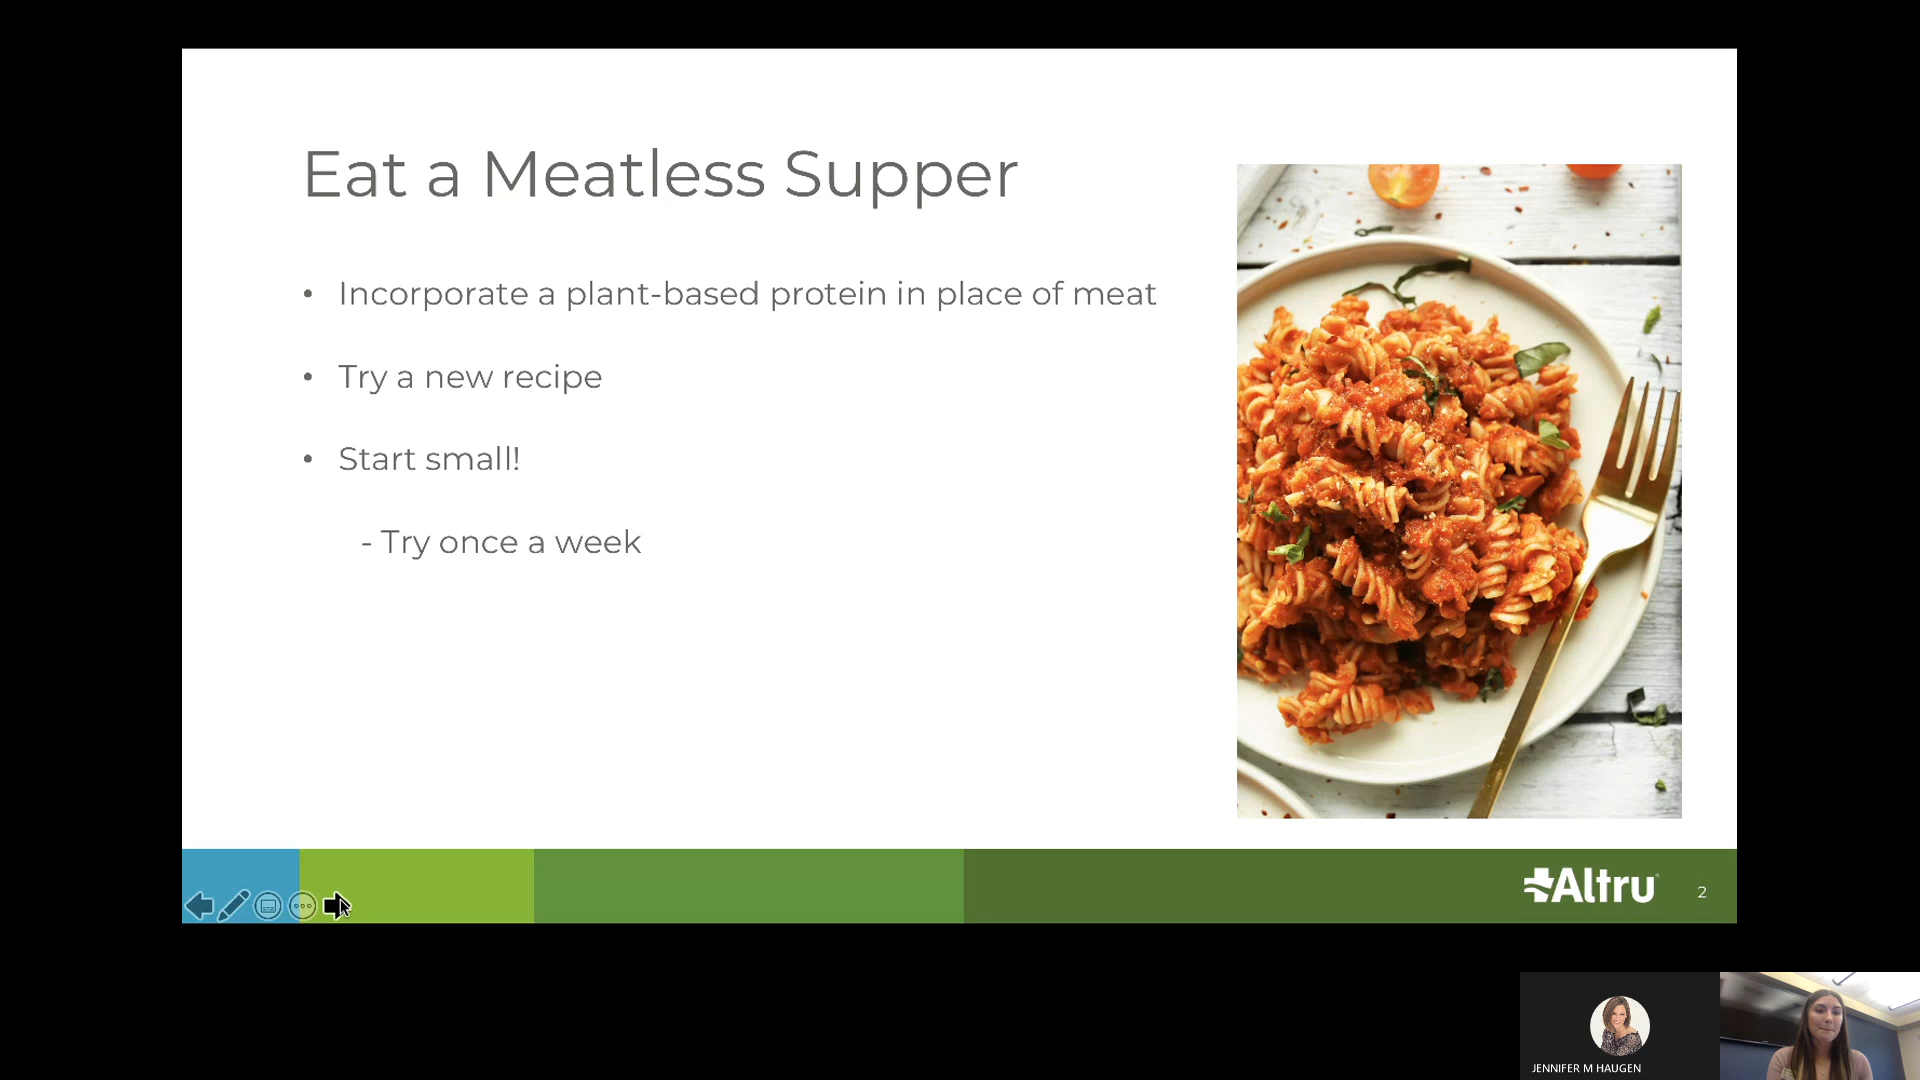 Eat a Meatless Supper
• Incorporate a plant-based protein in place of meat
• Try a new recipe
• Start small!
- Try once a week
Altru
2
JENNIFER M HAUGEN